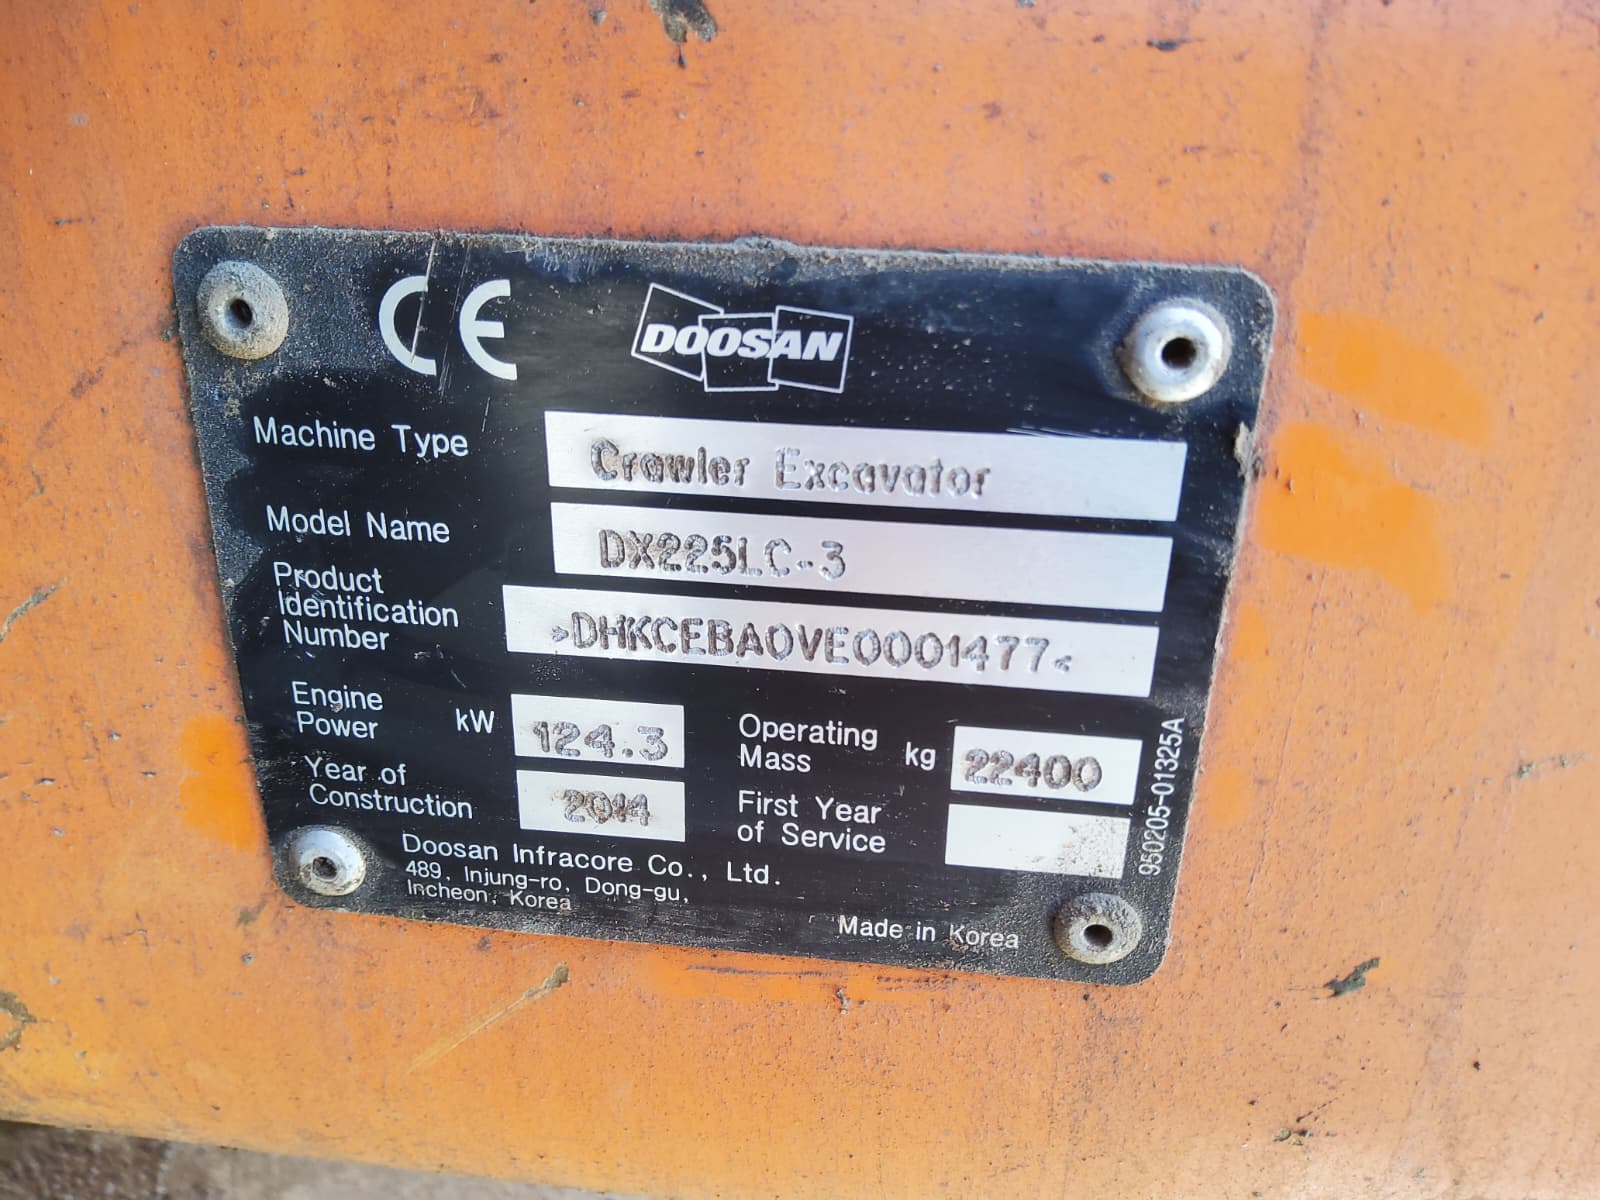 CE DOOSAN
Machine Type Crawler Excavator
Model Name DX225LC-3
Product
Identification
Number
>DHKCEBA0VE0001477<
Engine
Power kW 124.3
Operating
Mass kg 22400
Year of
Construction 2014
First Year
of Service
Doosan Infracore Co., Ltd.
489, Injung-ro, Dong-gu,
Incheon, Korea
Made in Korea
950205-01325A